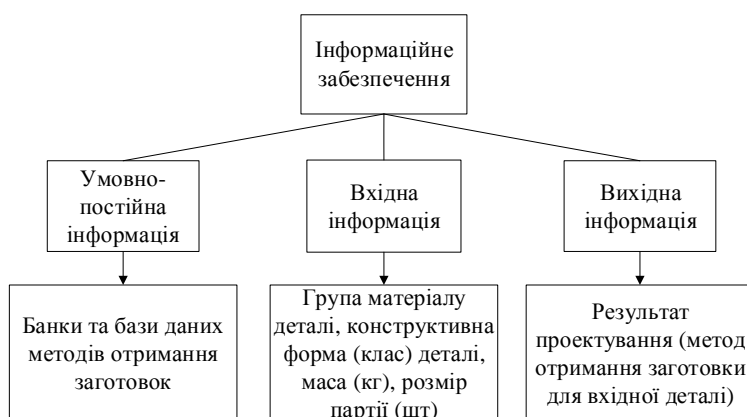 Інформаційне
забезпечення
Умовно-
постійна
інформація
Вхідна
інформація
Вихідна
інформація
Банки та бази даних
методів отримання
заготовок
Група матеріалу
деталі, конструктивна
форма (клас) деталі,
маса (кг), розмір
партії (шт)
Результат
проектування (метод
отримання заготовки
для вхідної деталі)